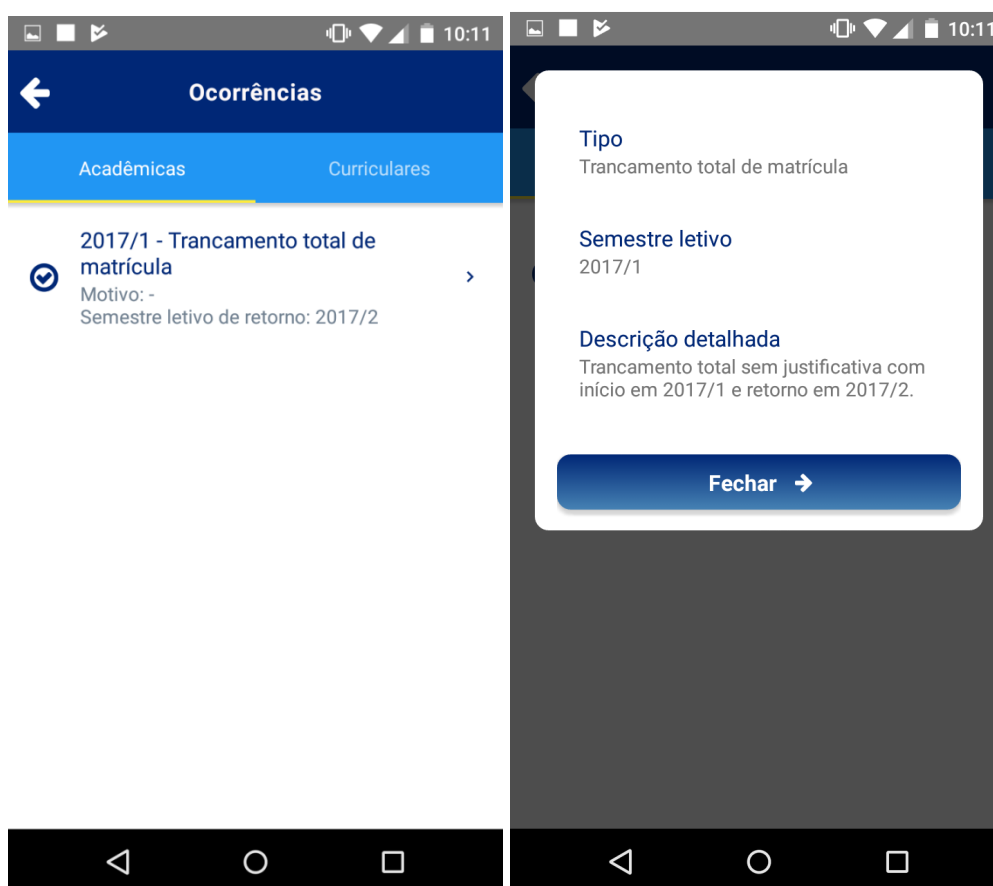 10:11
Ocorrências
Acadêmicas
Curriculares
2017/1 - Trancamento total de
matrícula
Motivo: -
Semestre letivo de retorno: 2017/2
10:11
Tipo
Trancamento total de matrícula
Semestre letivo
2017/1
Descrição detalhada
Trancamento total sem justificativa com
início em 2017/1 e retorno em 2017/2.
Fechar